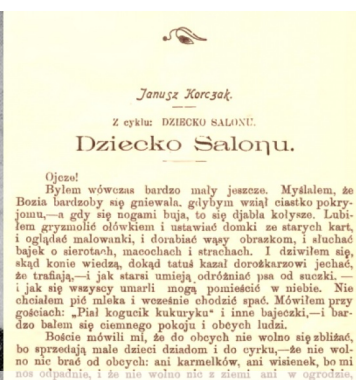 Janusz Korczak.
Z cyklu: DZIECKO SALONU.
Dziecko Salonu.
Ojcze!
Byłem wówczas bardzo mały jeszcze. Myślałem, że
Bozia bardzoby się gniewała, gdybym wziął ciastko pokry-
jomu,—a gdy się nogami buja, to się djabła kołysze. Lubi-
łem gryzmolić ołówkiem i ustawiać domki ze starych kart,
i oglądać malowanki, i dorabiać wąsy obrazkom, i słuchać
bajek o sierotach, macochach i strachach. I dziwiłem się,
skąd konie wiedzą, dokąd tatuś kazał dorożkarzowi jechać,
że trafiają,—i jak starsi umieją odróżniać psa od suczki. —
i jak się wszyscy umarli mogą pomieścić w niebie. Nie
chciałem pić mleka i wcześnie chodzić spać. Mówiłem przy
gościach: „Piał kogucik kukuryku" i inne bajeczki,—i bar-
dzo bałem się ciemnego pokoju i obcych ludzi.
Boście mówili mi, że do obcych nie wolno się zbliżać,
bo sprzedają małe dzieci dziadom i do cyrku,—że nie wol-
no nic brać od obcych: ani karmelków, ani wisienek, bo mi
nos odpadnie, i że nie wolno nic z ziemi ani w ogrodzie,